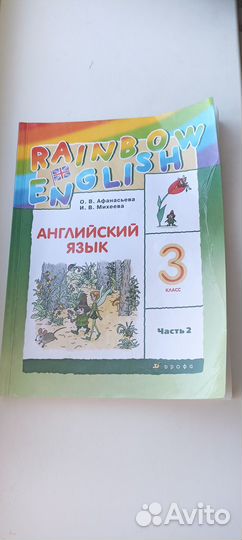 RAINBOW
ENGLISH
О. В. Афанасьева
И. В. Михеева
АНГЛИЙСКИЙ
ЯЗЫК
3
КЛАСС
Часть 2
дрофа
Avito